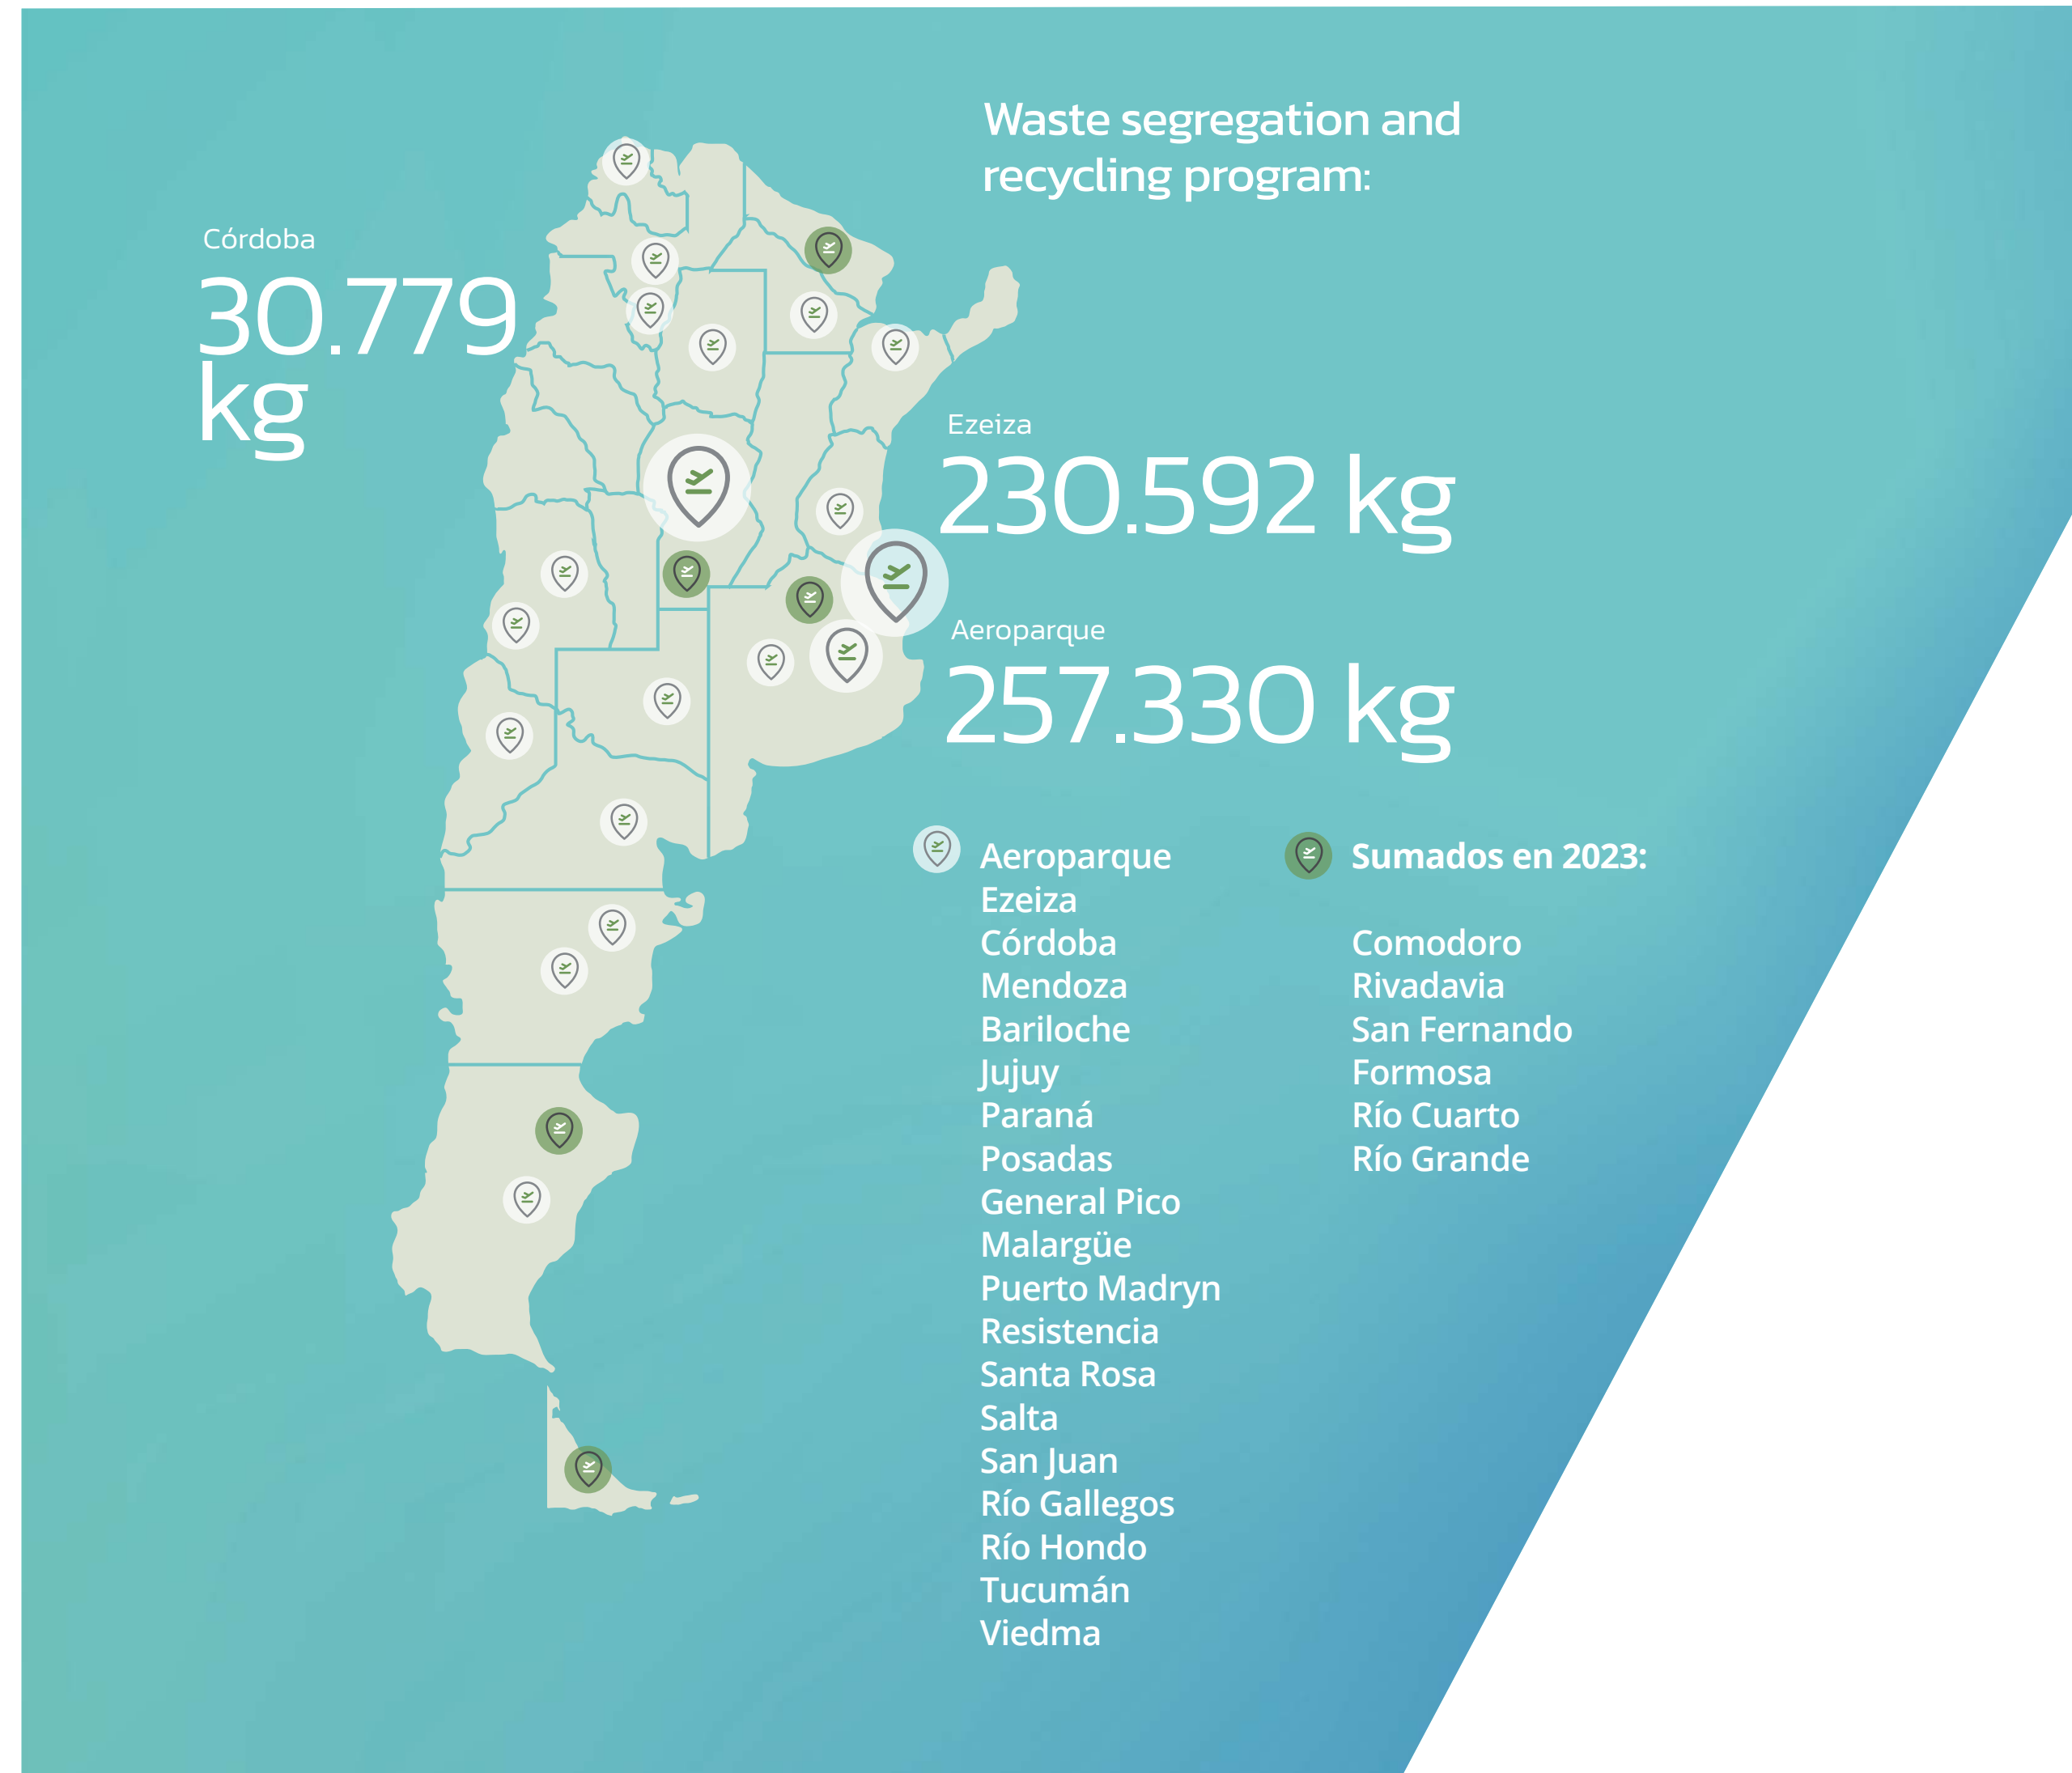 Waste segregation and
recycling program:
Córdoba
30.779
kg
Ezeiza
230.592 kg
Aeroparque
257.330 kg
Aeroparque
Ezeiza
Córdoba
Mendoza
Bariloche
Jujuy
Paraná
Posadas
General Pico
Malargüe
Puerto Madryn
Resistencia
Santa Rosa
Salta
San Juan
Río Gallegos
Río Hondo
Tucumán
Viedma
Sumados en 2023:
Comodoro
Rivadavia
San Fernando
Formosa
Río Cuarto
Río Grande